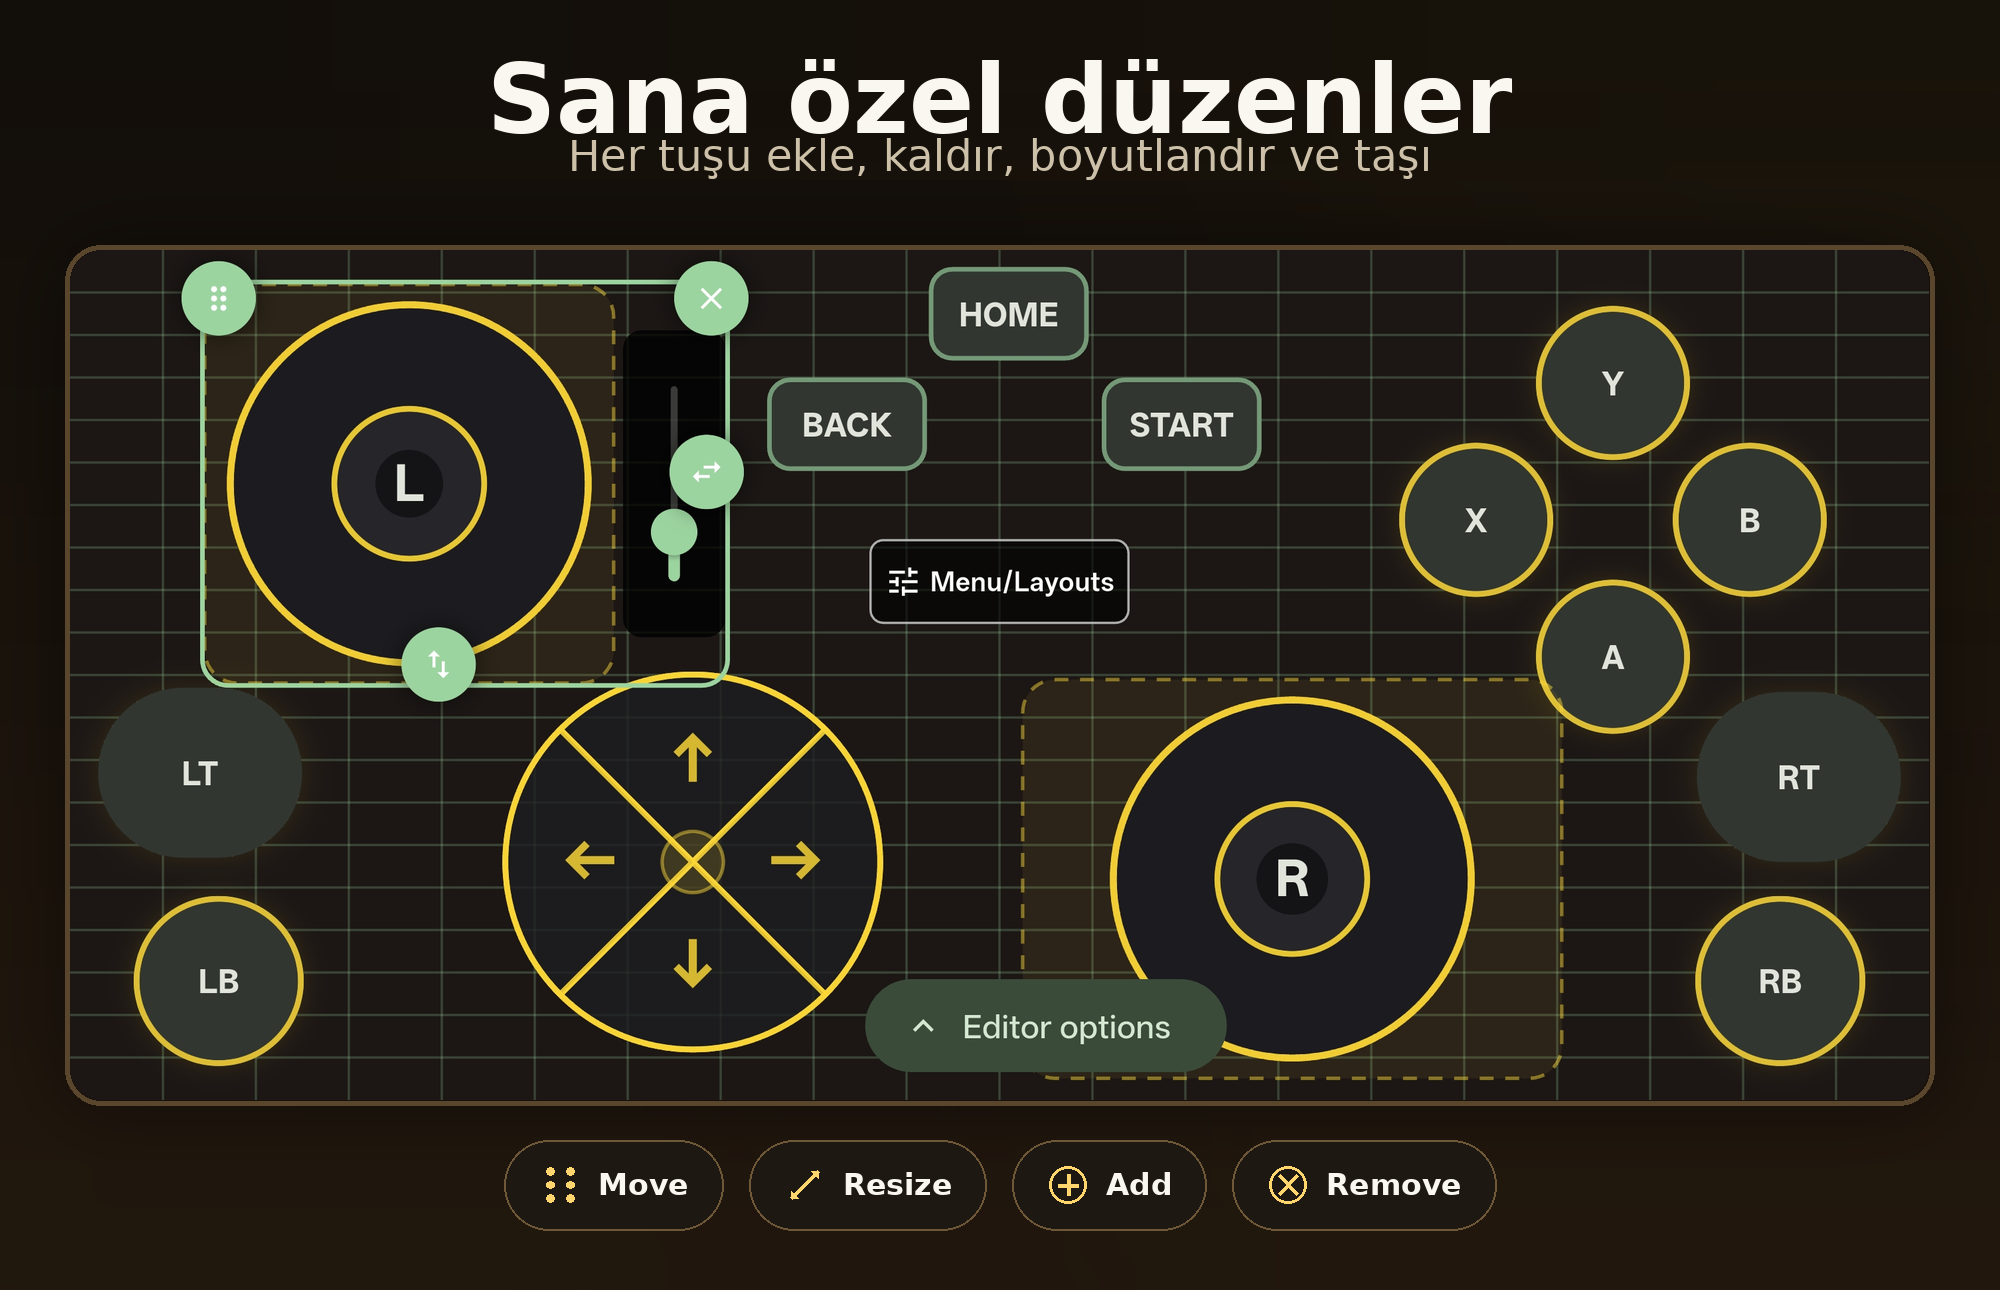 Sana özel düzenler
Her tuşu ekle, kaldır, boyutlandır ve taşı
HOME
BACK
START
Y
X
B
A
L
Menu/Layouts
LT
RT
R
LB
RB
Editor options
Move
Resize
Add
Remove